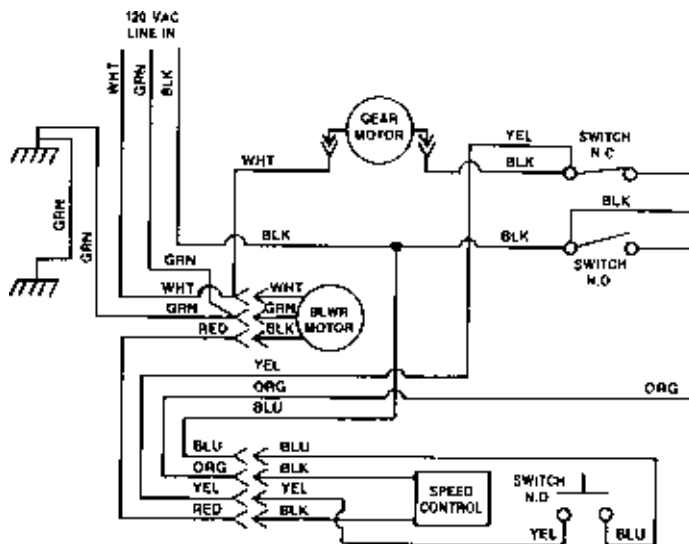 120 VAC
LINE IN
WHT
GRN
BLK
GEAR
MOTOR
YEL
SWITCH
N.C
WHT
BLK
BLK
GRN
GRN
BLK
BLK
SWITCH
N.O
GRN
WHT
WHT
GRN
GRN
BLWR
MOTOR
RED
BLK
YEL
ORG
ORG
BLU
BLU
BLU
ORG
BLK
YEL
YEL
SPEED
CONTROL
SWITCH
N.O
RED
BLK
YEL
BLU